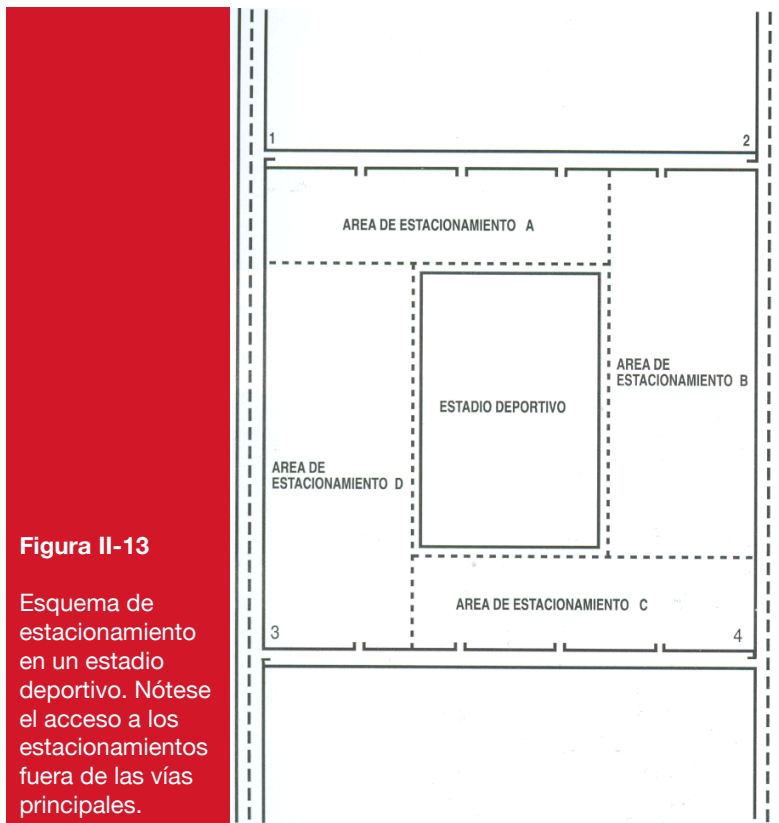 Figura II-13
Esquema de
estacionamiento
en un estadio
deportivo. Nótese
el acceso a los
estacionamientos
fuera de las vías
principales.
1
2
AREA DE ESTACIONAMIENTO A
AREA DE
ESTACIONAMIENTO B
ESTADIO DEPORTIVO
AREA DE
ESTACIONAMIENTO D
AREA DE ESTACIONAMIENTO C
3
4